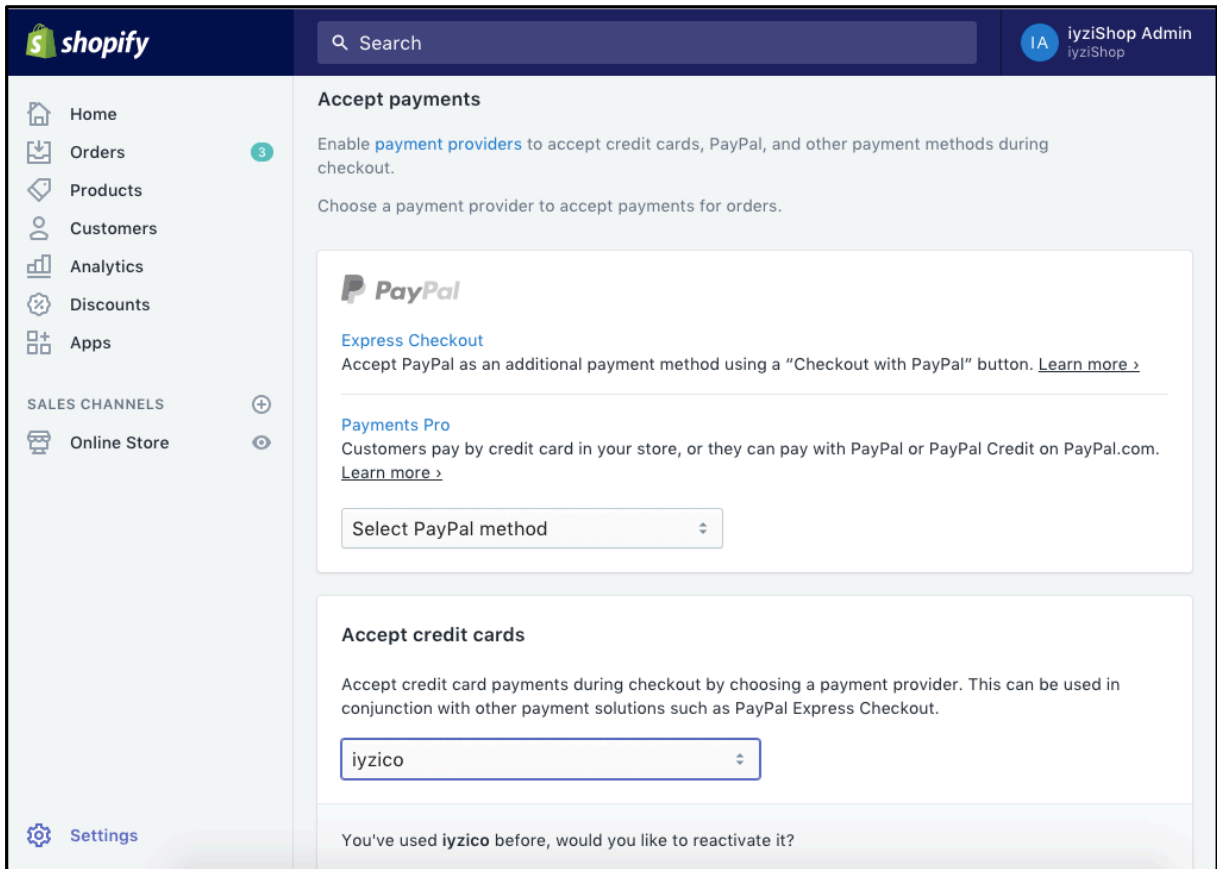 shopify
Search
IA
iyziShop Admin
iyziShop
Home
Orders
3
Products
Customers
Analytics
Discounts
Apps
SALES CHANNELS
Online Store
Settings
Accept payments
Enable payment providers to accept credit cards, PayPal, and other payment methods during
checkout.
Choose a payment provider to accept payments for orders.
PayPal
Express Checkout
Accept PayPal as an additional payment method using a “Checkout with PayPal” button. Learn more ›
Payments Pro
Customers pay by credit card in your store, or they can pay with PayPal or PayPal Credit on PayPal.com.
Learn more ›
Select PayPal method
Accept credit cards
Accept credit card payments during checkout by choosing a payment provider. This can be used in
conjunction with other payment solutions such as PayPal Express Checkout.
iyzico
You've used iyzico before, would you like to reactivate it?